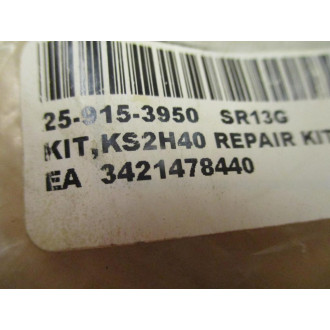 25-915-3950 SR13G
KIT,KS2H40 REPAIR KIT
EA 3421478440